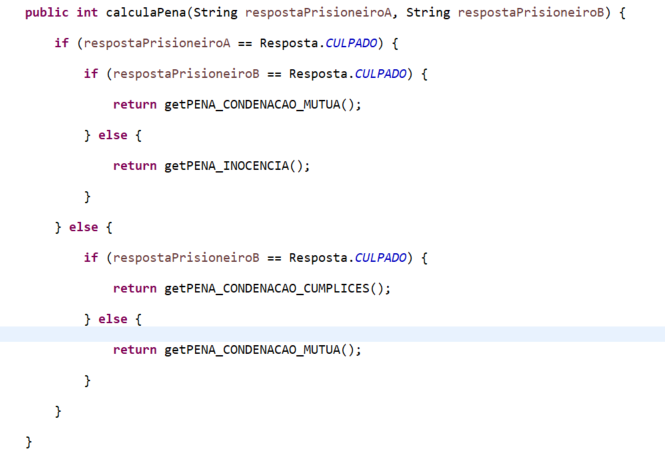 public int calculaPena(String respostaPrisioneiroA, String respostaPrisioneiroB) {
if (respostaPrisioneiroA == Resposta.CULPADO) {
if (respostaPrisioneiroB == Resposta.CULPADO) {
return getPENA_CONDENACAO_MUTUA();
} else {
return getPENA_INOCENCIA();
}
} else {
if (respostaPrisioneiroB == Resposta.CULPADO) {
return getPENA_CONDENACAO_CUMPLICES();
} else {
return getPENA_CONDENACAO_MUTUA();
}
}
}